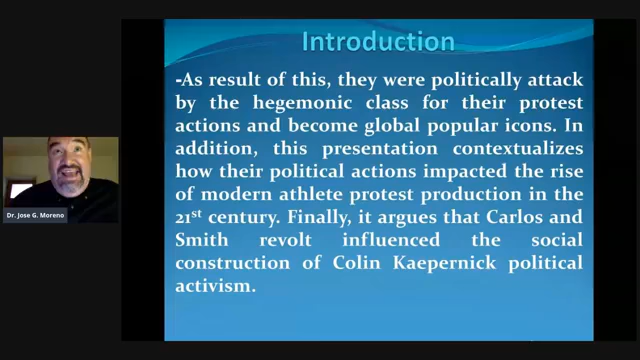 Introduction
-As result of this, they were politically attack
by the hegemonic class for their protest
actions and become global popular icons. In
addition, this presentation contextualizes
how their political actions impacted the rise
of modern athlete protest production in the
21st century. Finally, it argues that Carlos and
Smith revolt influenced the social
construction of Colin Kaepernick political
activism.
Dr. Jose G. Moreno